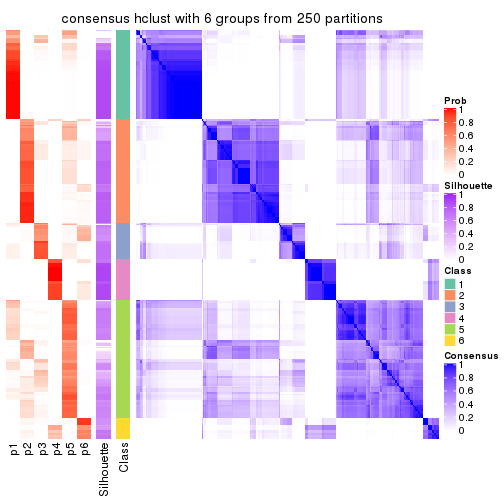 consensus hclust with 6 groups from 250 partitions
Prob
1
0.8
0.6
0.4
0.2
0
Silhouette
1
0.8
0.6
0.4
0.2
0
Class
1
2
3
4
5
6
Consensus
1
0.8
0.6
0.4
0.2
0
p1
p2
p3
p4
p5
p6
Silhouette
Class